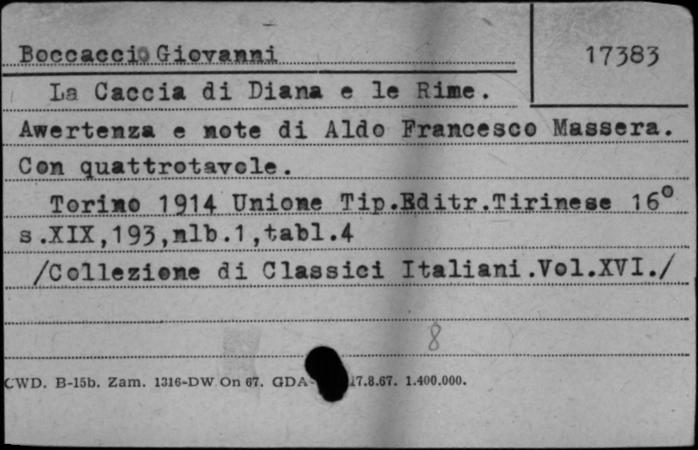 Boccaccio Giovanni
17383
La Caccia di Diana e le Rime.
Awertenza e note di Aldo Francesco Massera.
Con quattrotavole.
Torino 1914 Unione Tip.Editr.Tirinese 16°
s.XIX,193,nlb.1,tabl.4
/Collezione di Classici Italiani.Vol.XVI./
8
CWD. B-15b. Zam. 1316-DW On 67. GDA- 17.8.67. 1.400.000.